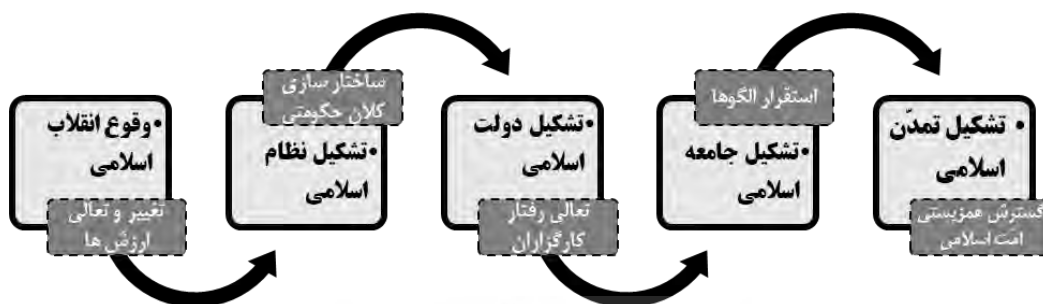 •وقوع انقلاب
اسلامی
تغییر و تعالی
ارزش ها
ساختار سازی
کلان حکومتی
•تشکیل نظام
اسلامی
•تشکیل دولت
اسلامی
تعالی رفتار
کارگزاران
استقرار الگوها
•تشکیل جامعه
اسلامی
• تشکیل تمدّن
اسلامی
گسترش همزیستی
امت اسلامی